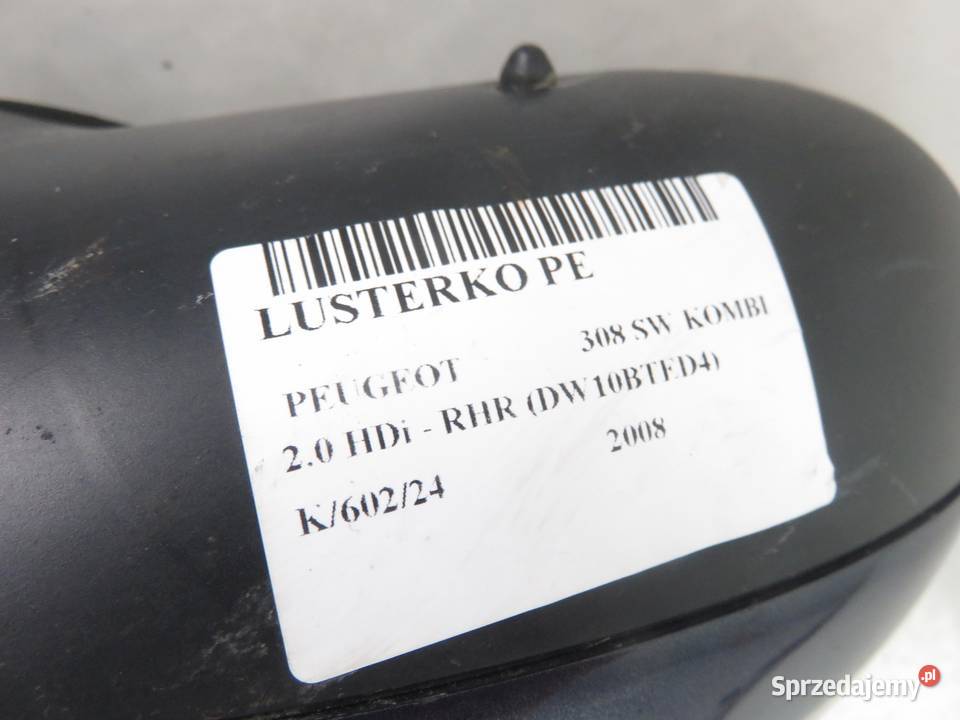 LUSTERKO PE
PEUGEOT 308 SW KOMBI
2.0 HDi - RHR (DW10BTED4)
K/602/24 2008
Sprzedajemy.pl